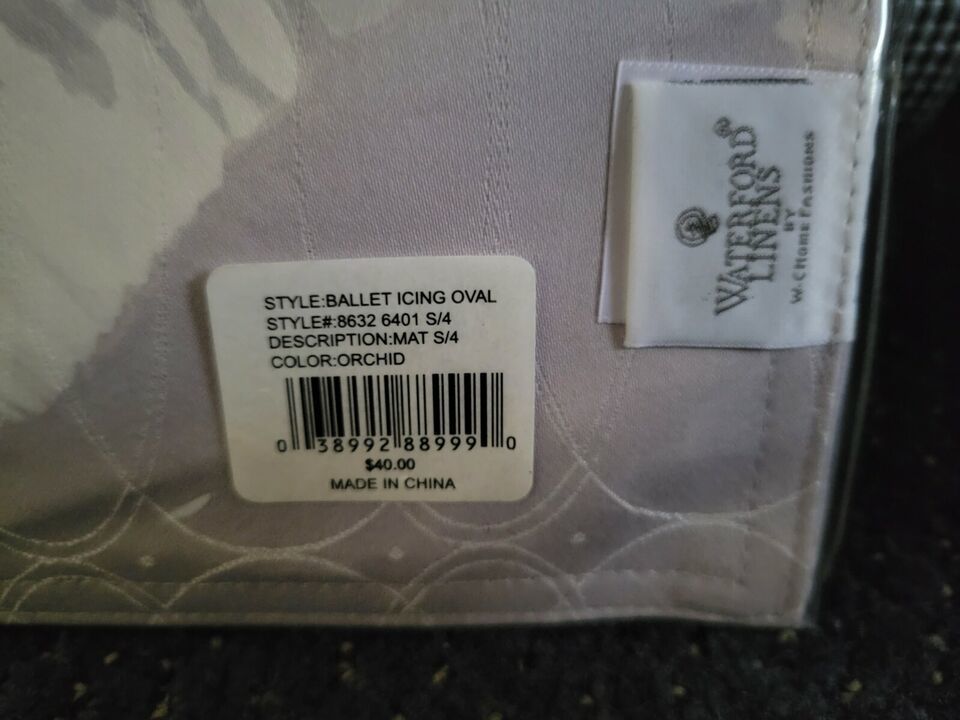 STYLE:BALLET ICING OVAL
STYLE#:8632 6401 S/4
DESCRIPTION:MAT S/4
COLOR:ORCHID
0 38992 88999 0
$40.00
MADE IN CHINA
WATERFORD®
LINENS
BY
W-C HOME FASHIONS